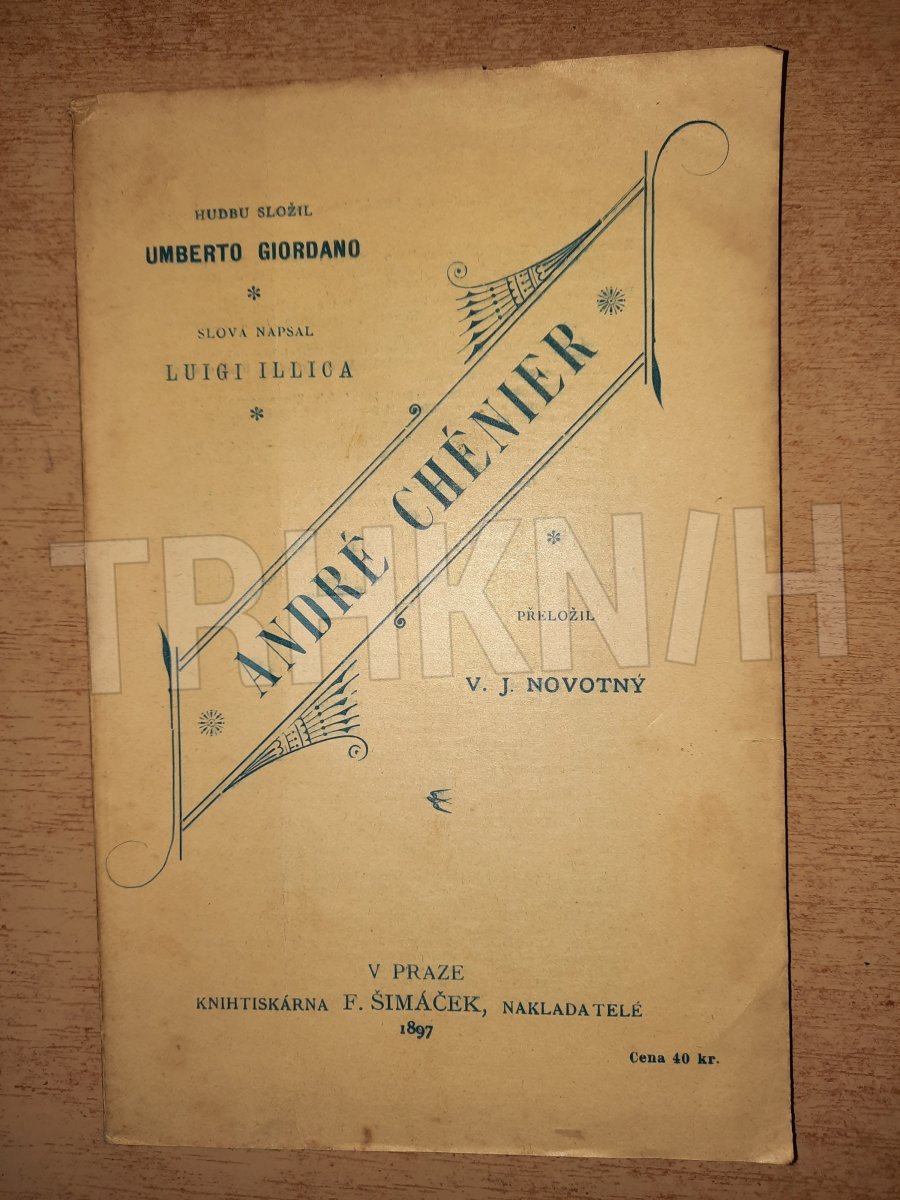 HUDBU SLOŽIL
UMBERTO GIORDANO
*
SLOVA NAPSAL
LUIGI ILLICA
*
ANDRÉ CHÉNIER
*
PŘELOŽIL
V. J. NOVOTNÝ
V PRAZE
KNIHTISKÁRNA F. ŠIMÁČEK, NAKLADATELÉ
1897
Cena 40 kr.
TRHKNIH